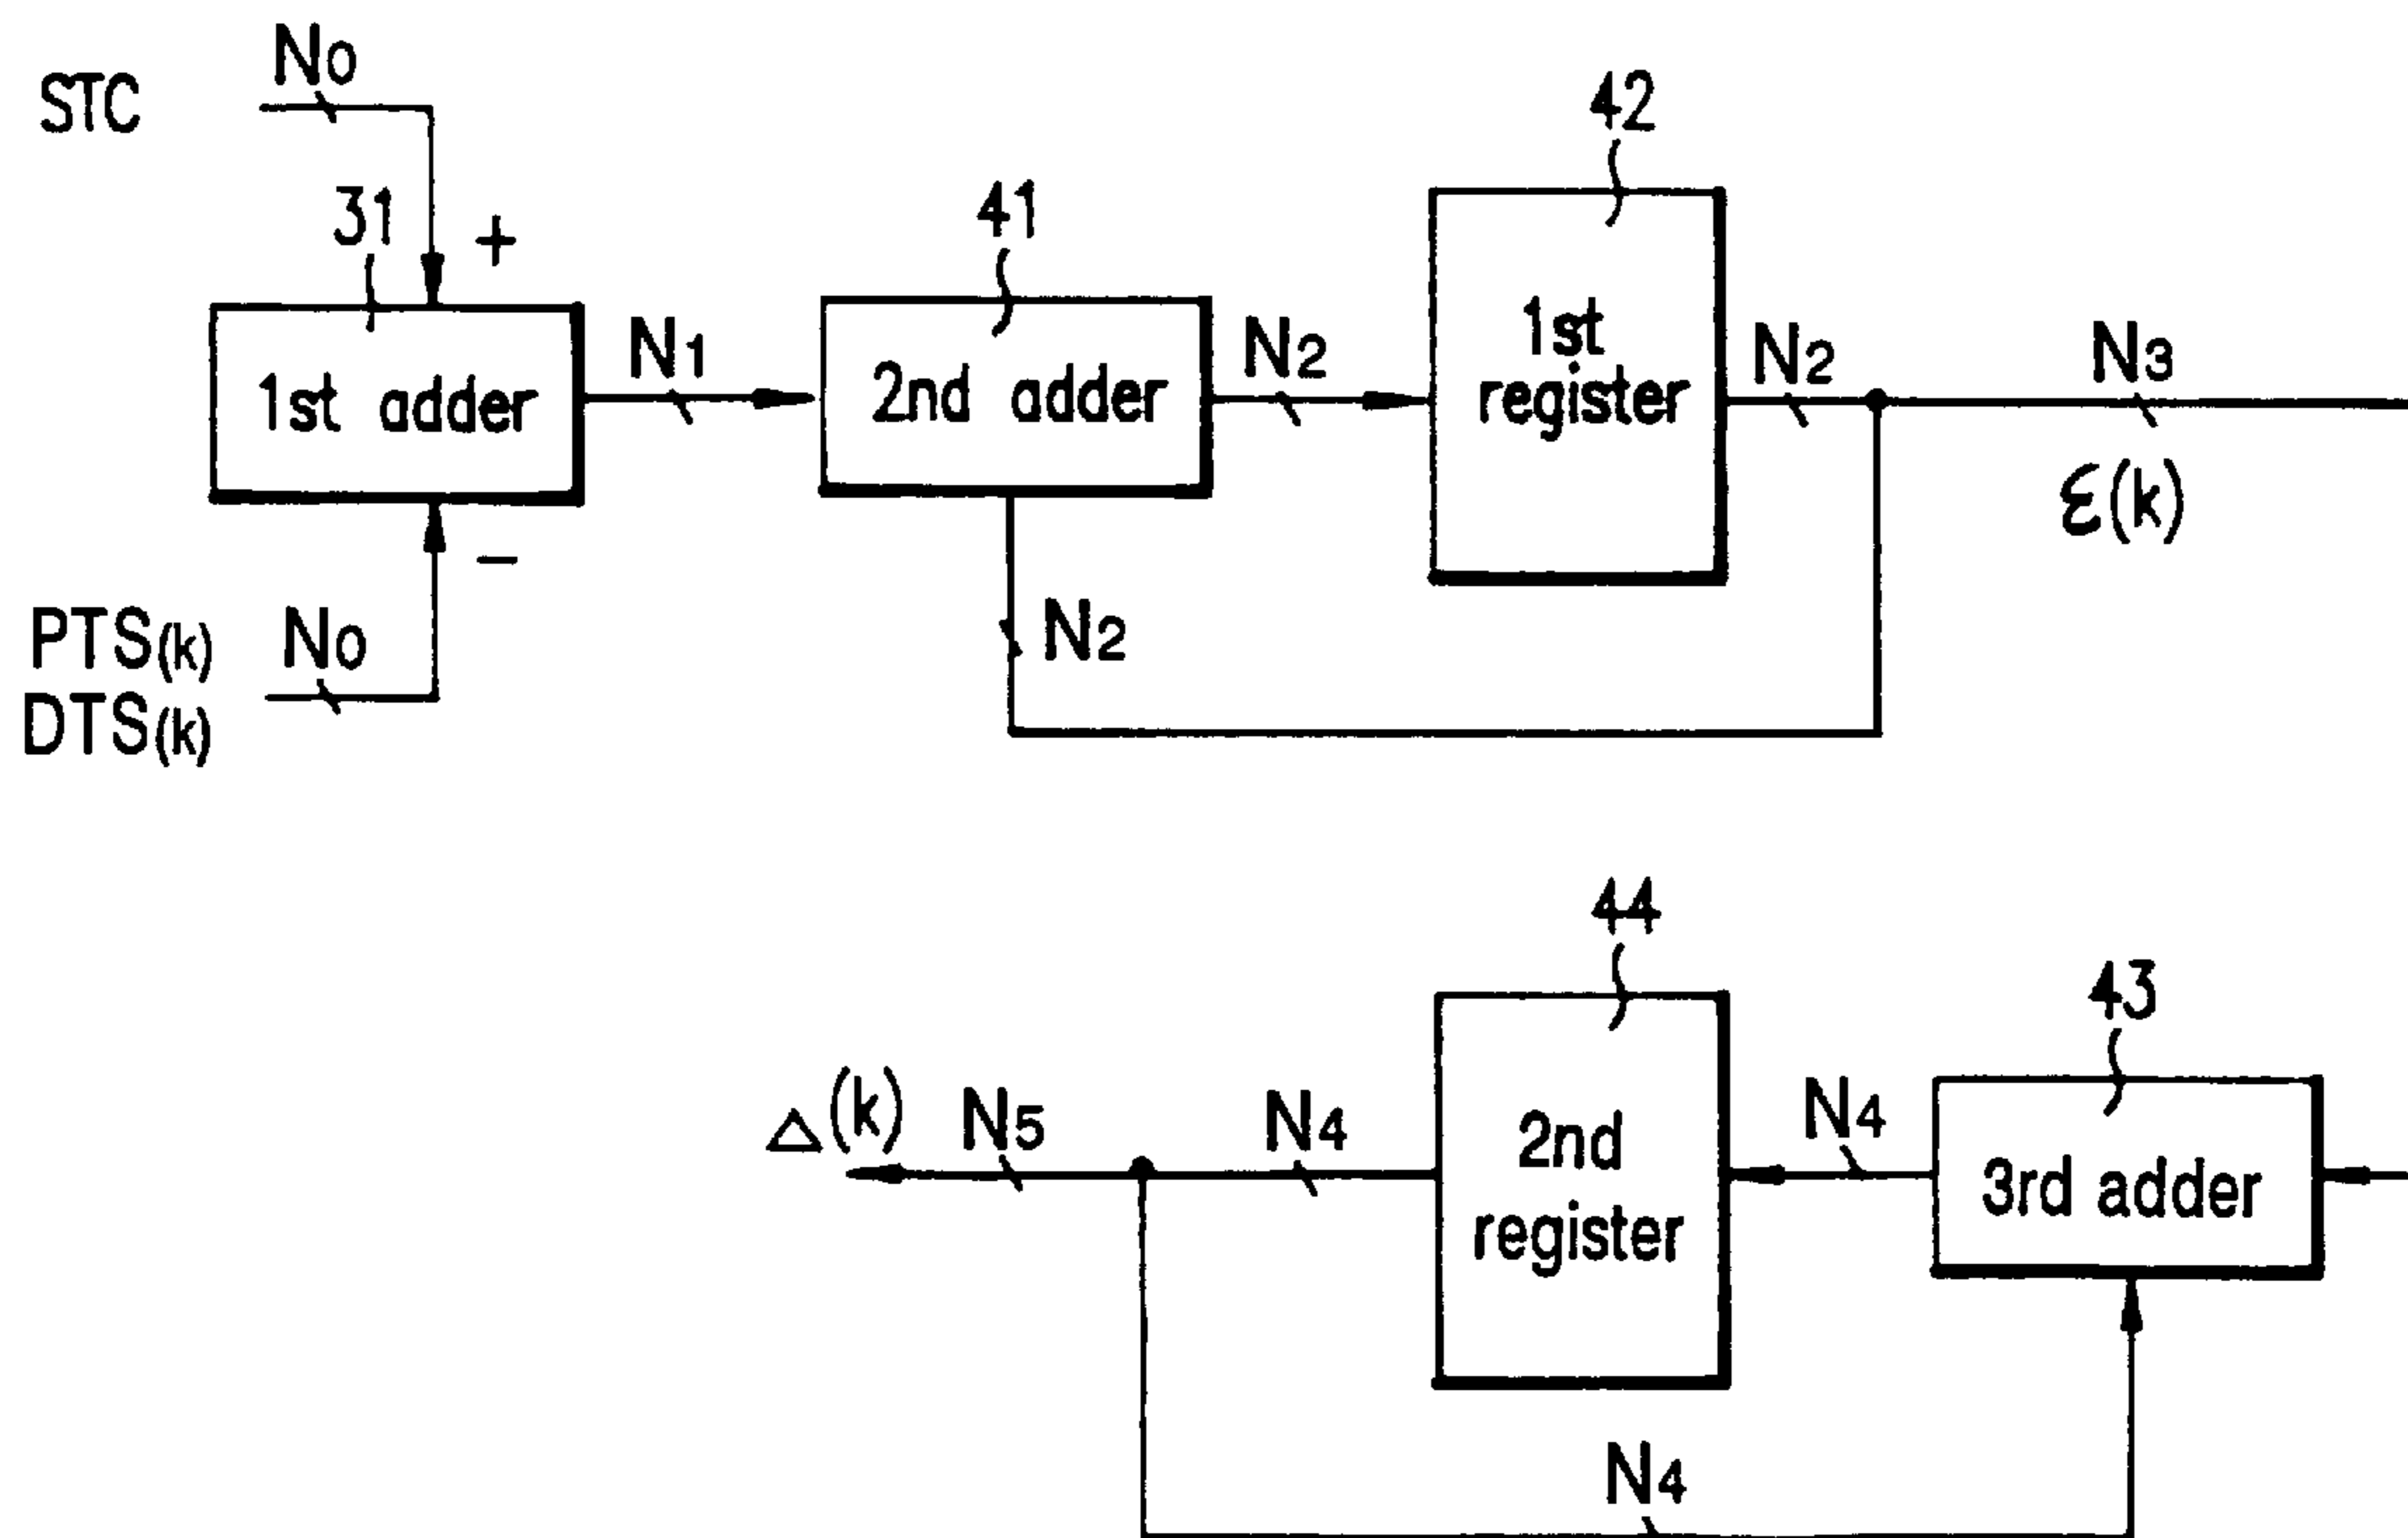 STC
N0
31
+
1st adder
N1
41
2nd adder
N2
42
1st
register
N2
N3
ε(k)
−
PTS(k)
DTS(k)
N0
N2
44
43
Δ(k)
N5
N4
2nd
register
N4
3rd adder
N4